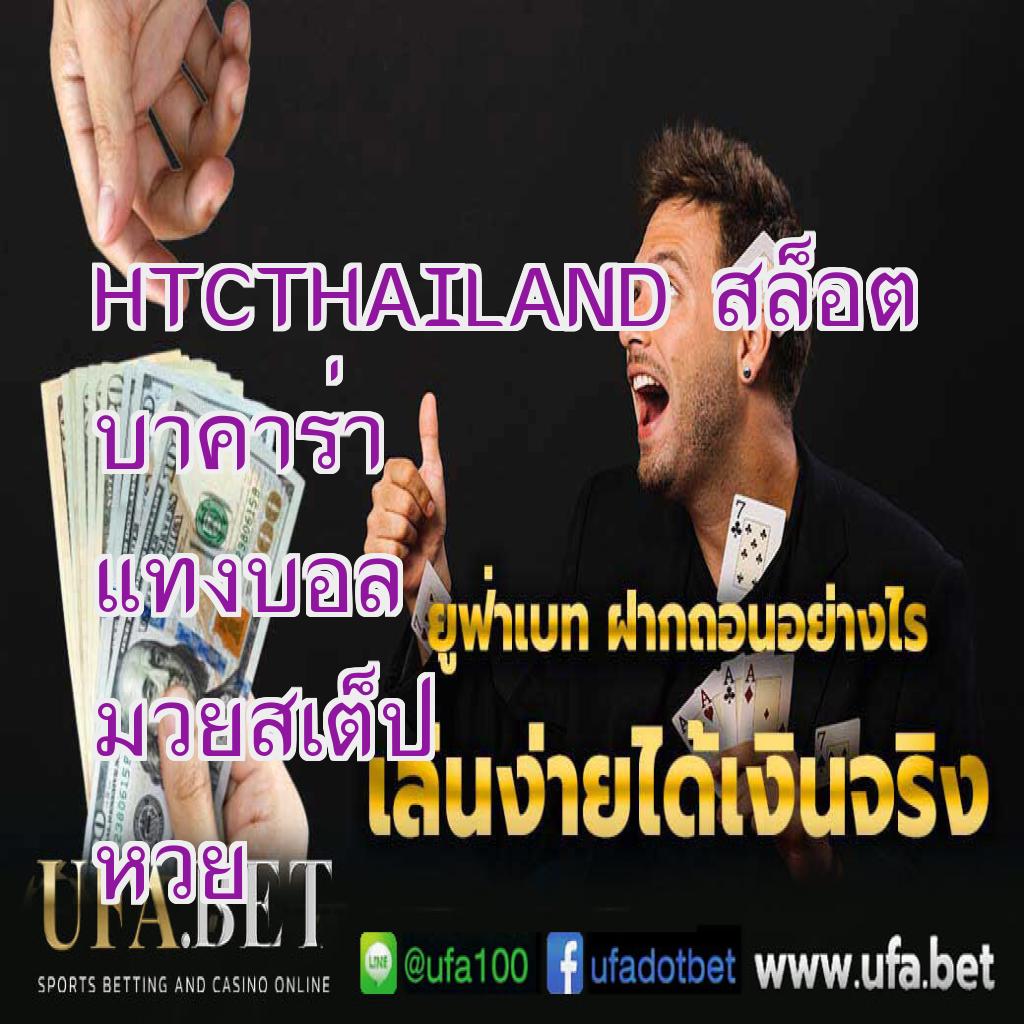 HTCTHAILAND สล็อต
บาคาร่า
แทงบอล
ยูฟ่าเบท ฝากถอนอย่างไร
มวยสเต็ป
เล่นง่ายได้เงินจริง
หวย
UFA.BET
SPORTS BETTING AND CASINO ONLINE
LINE @ufa100 f ufadotbet www.ufa.bet